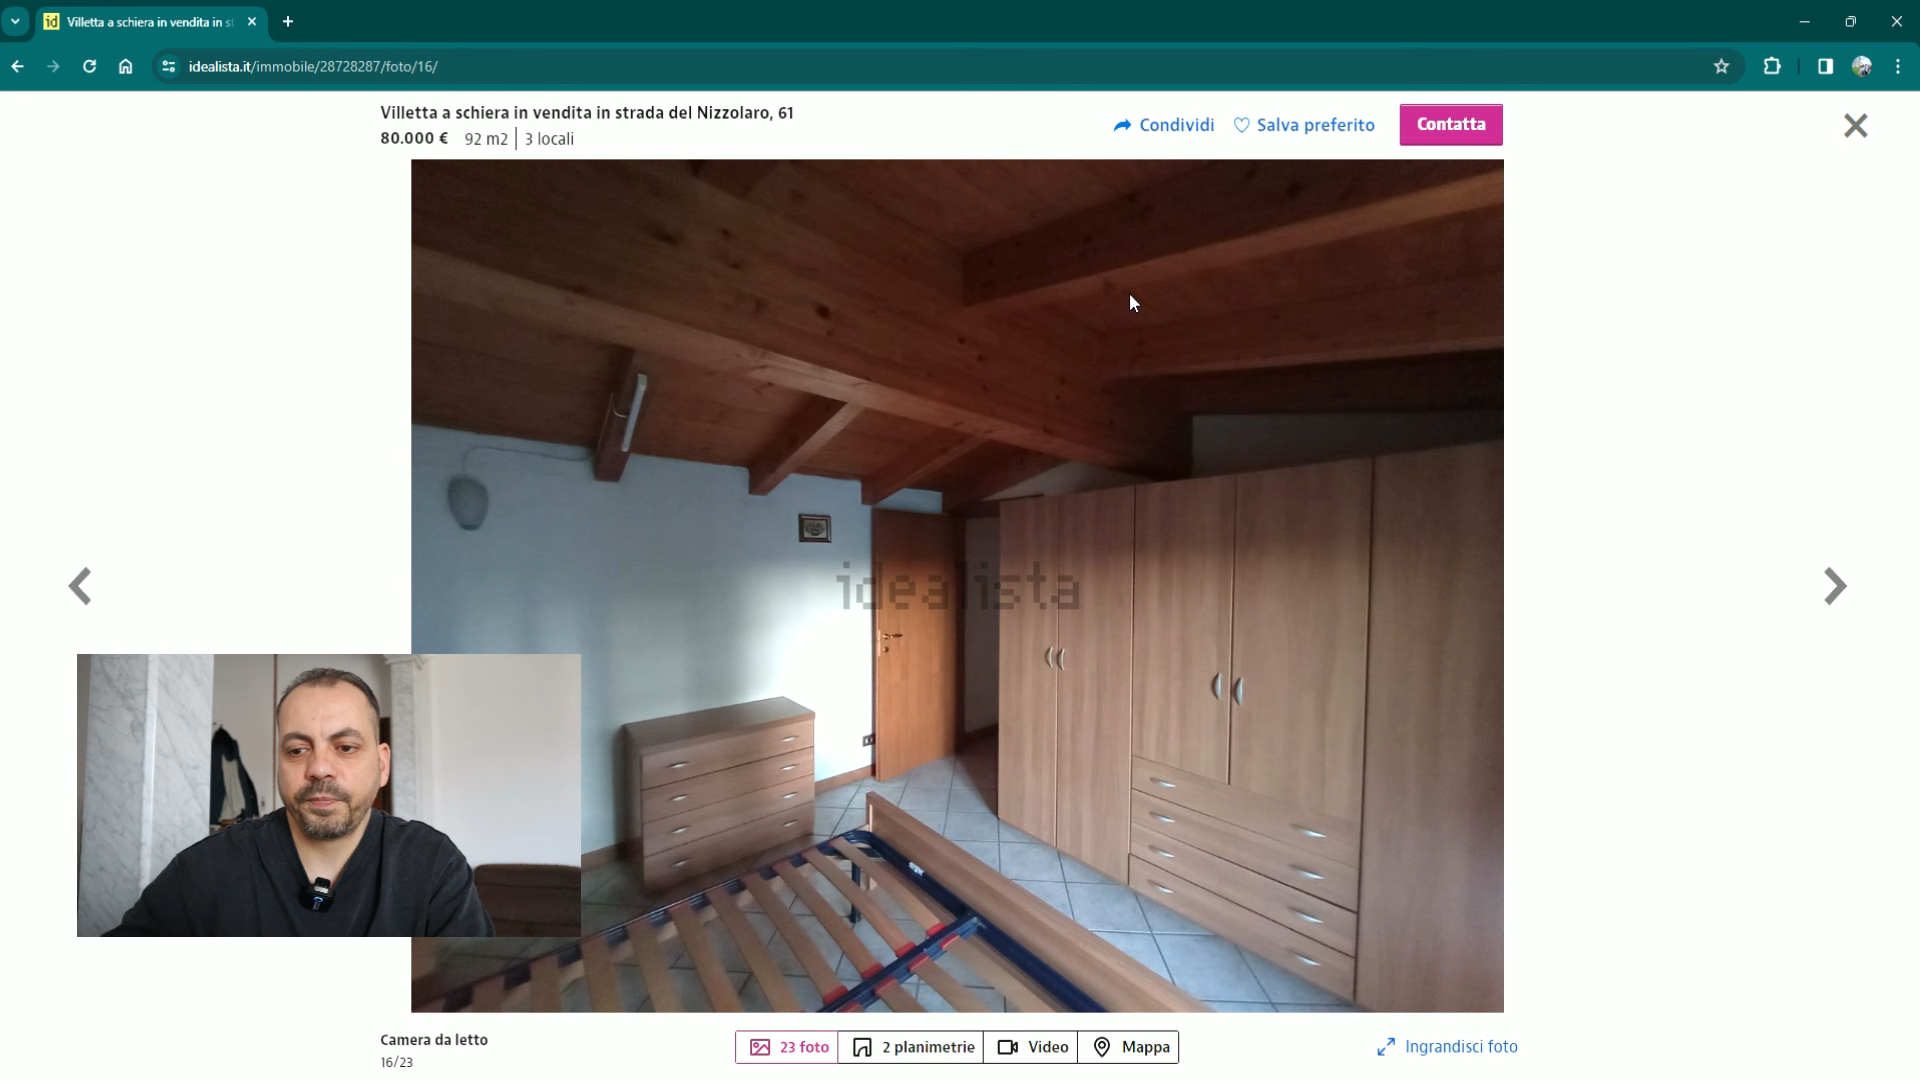 id Villetta a schiera in vendita in st
idealista.it/immobile/28728287/foto/16/
Villetta a schiera in vendita in strada del Nizzolaro, 61
80.000 € 92 m2 3 locali
Condividi
Salva preferito
Contatta
idealista
Camera da letto
16/23
23 foto
2 planimetrie
Video
Mappa
Ingrandisci foto